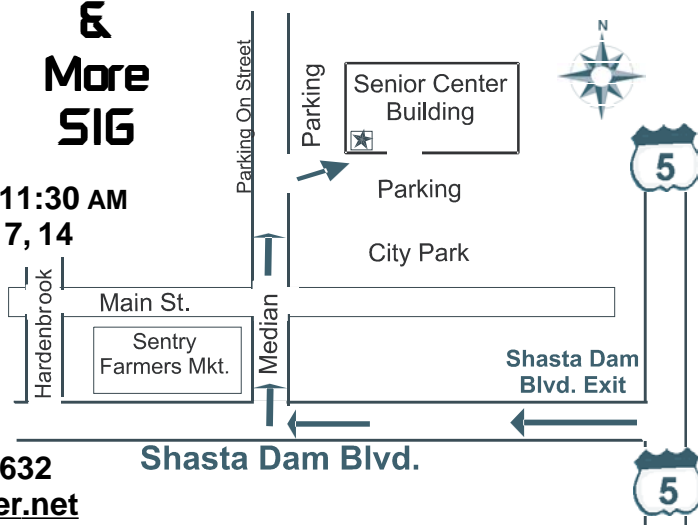 &
More
SIG
11:30 AM
7, 14
Parking On Street
Parking
Senior Center
Building
N
5
Parking
City Park
Hardenbrook
Main St.
Median
Sentry
Farmers Mkt.
Shasta Dam
Blvd. Exit
632
Shasta Dam Blvd.
er.net
5